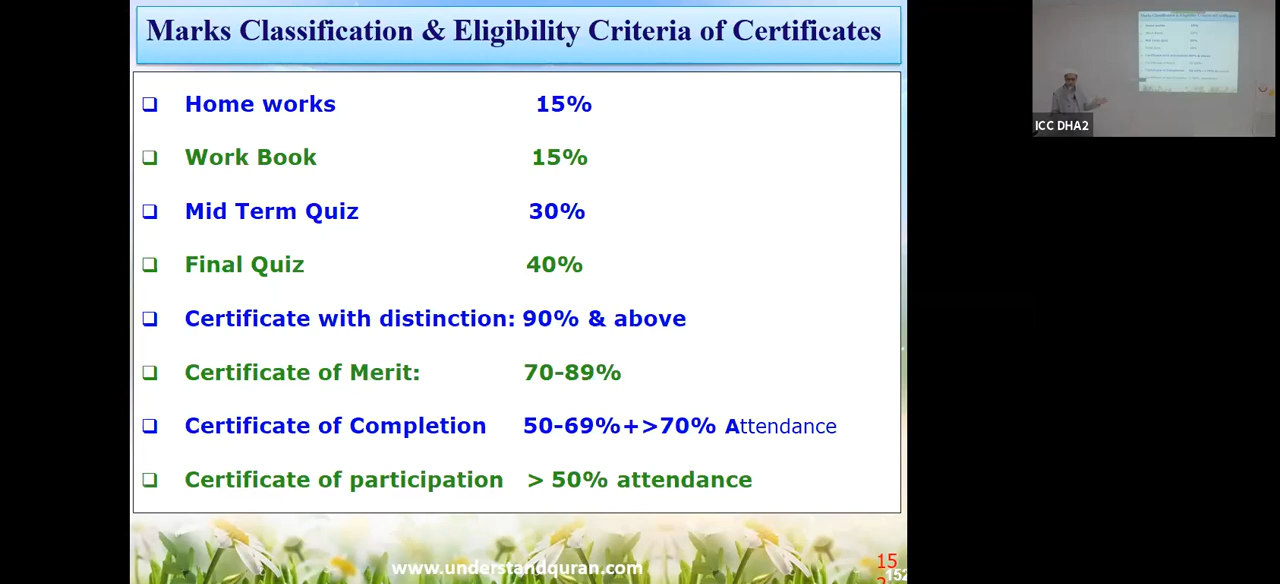 Marks Classification & Eligibility Criteria of Certificates
Home works 15%
Work Book 15%
Mid Term Quiz 30%
Final Quiz 40%
Certificate with distinction: 90% & above
Certificate of Merit: 70-89%
Certificate of Completion 50-69%+>70% Attendance
Certificate of participation > 50% attendance
www.understandquran.com
15
152
ICC DHA2